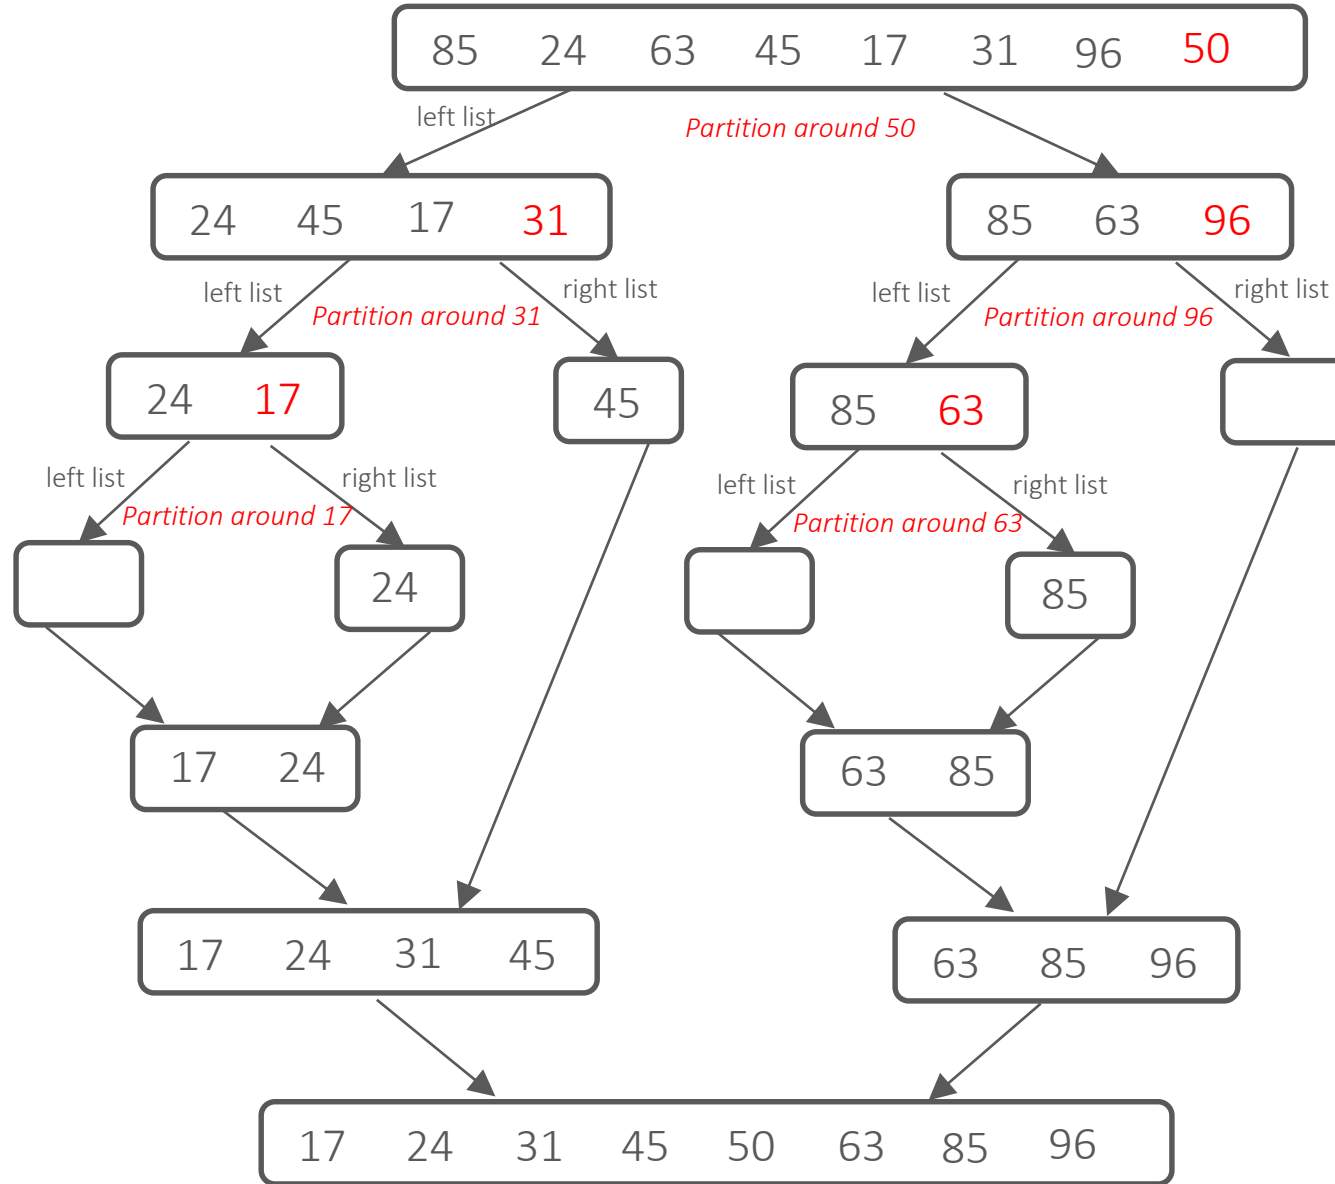 85 24 63 45 17 31 96 50
left list
Partition around 50
24 45 17 31
85 63 96
left list
right list
Partition around 31
left list
right list
Partition around 96
24 17
45
85 63
left list
right list
Partition around 17
left list
right list
Partition around 63
24
85
17 24
63 85
17 24 31 45
63 85 96
17 24 31 45 50 63 85 96